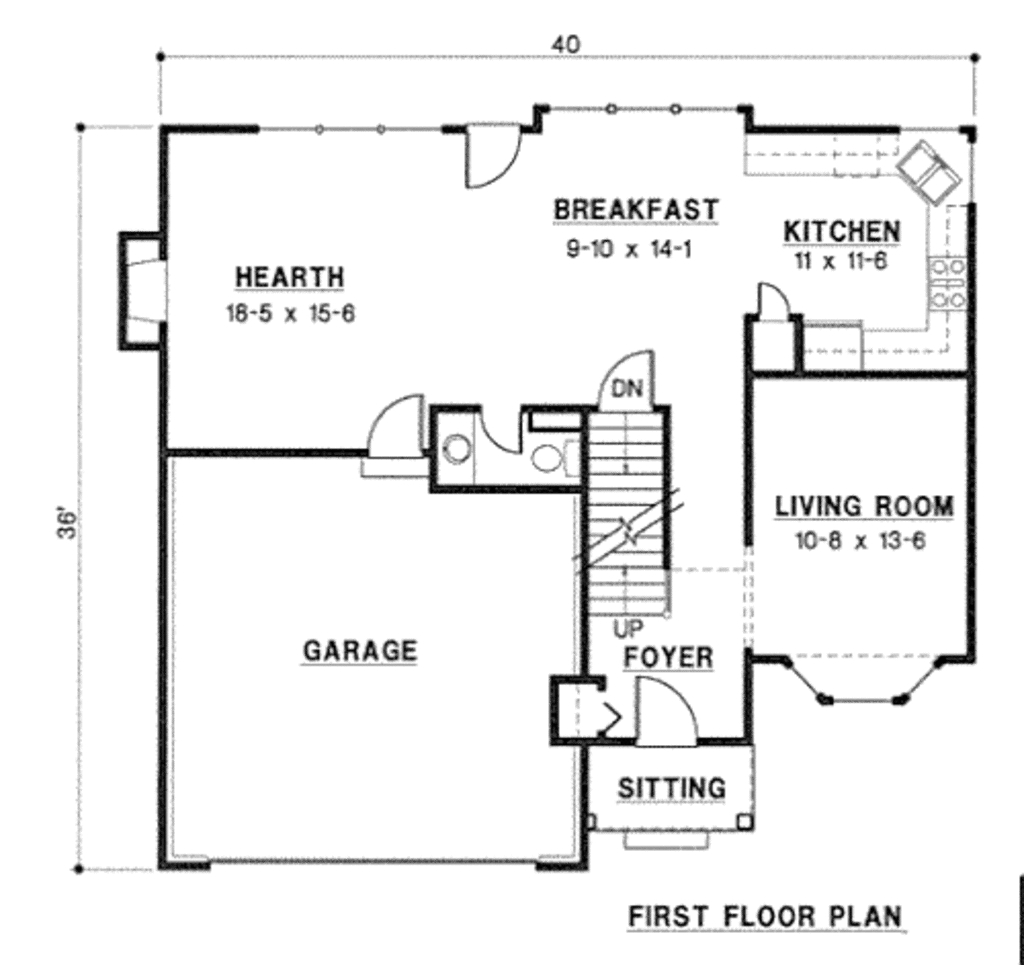 40
BREAKFAST
9-10 x 14-1
KITCHEN
11 x 11-6
HEARTH
18-5 x 15-6
DN
36'
LIVING ROOM
10-8 x 13-6
UP
FOYER
GARAGE
SITTING
FIRST FLOOR PLAN